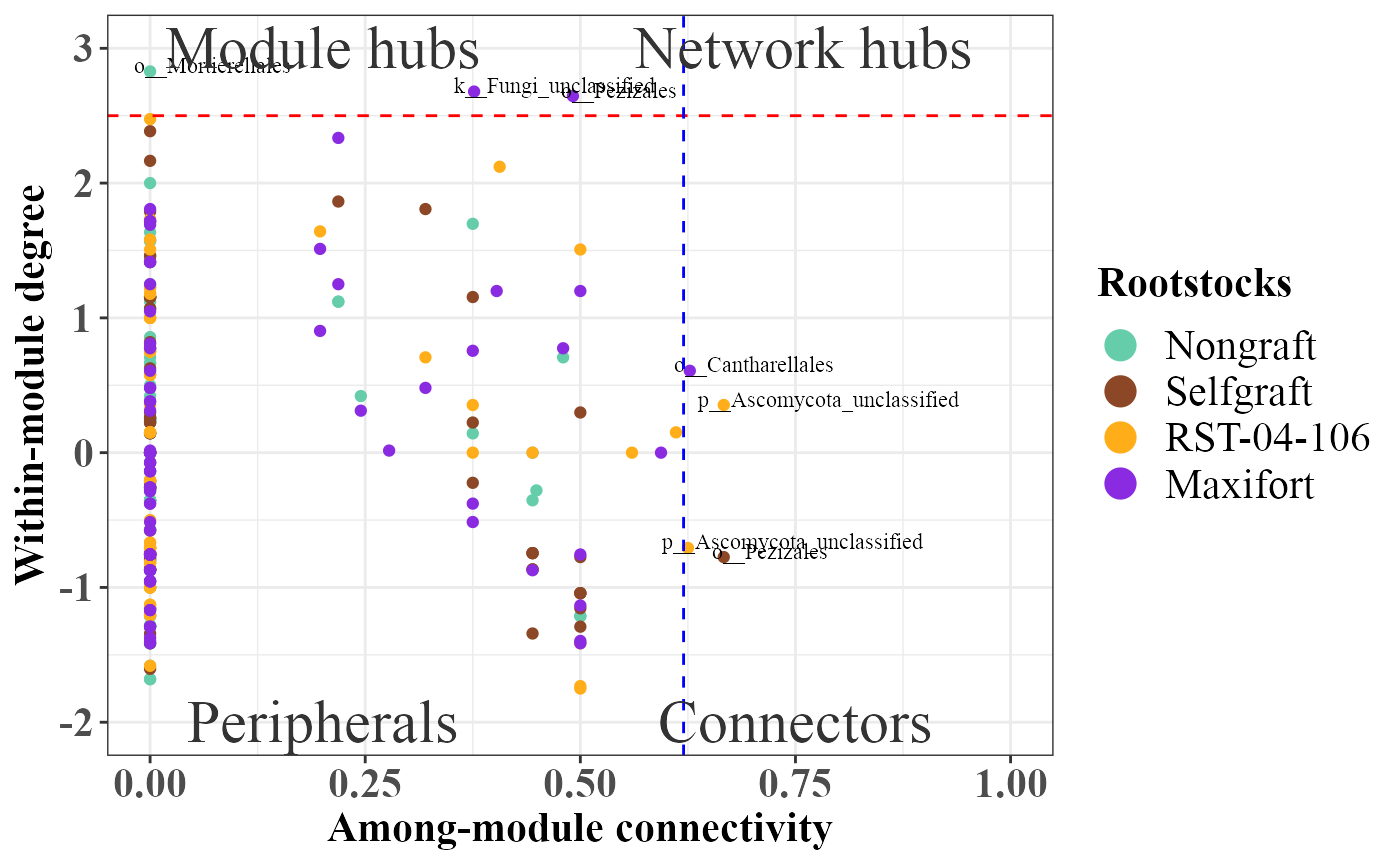 Module hubs
Network hubs
o__Mortierellales
k__Fungi_unclassified
o__Pezizales
o__Cantharellales
p__Ascomycota_unclassified
p__Ascomycota_unclassified
o__Pezizales
Peripherals
Connectors
3
2
1
0
-1
-2
0.00
0.25
0.50
0.75
1.00
Within-module degree
Among-module connectivity
Rootstocks
Nongraft
Selfgraft
RST-04-106
Maxifort